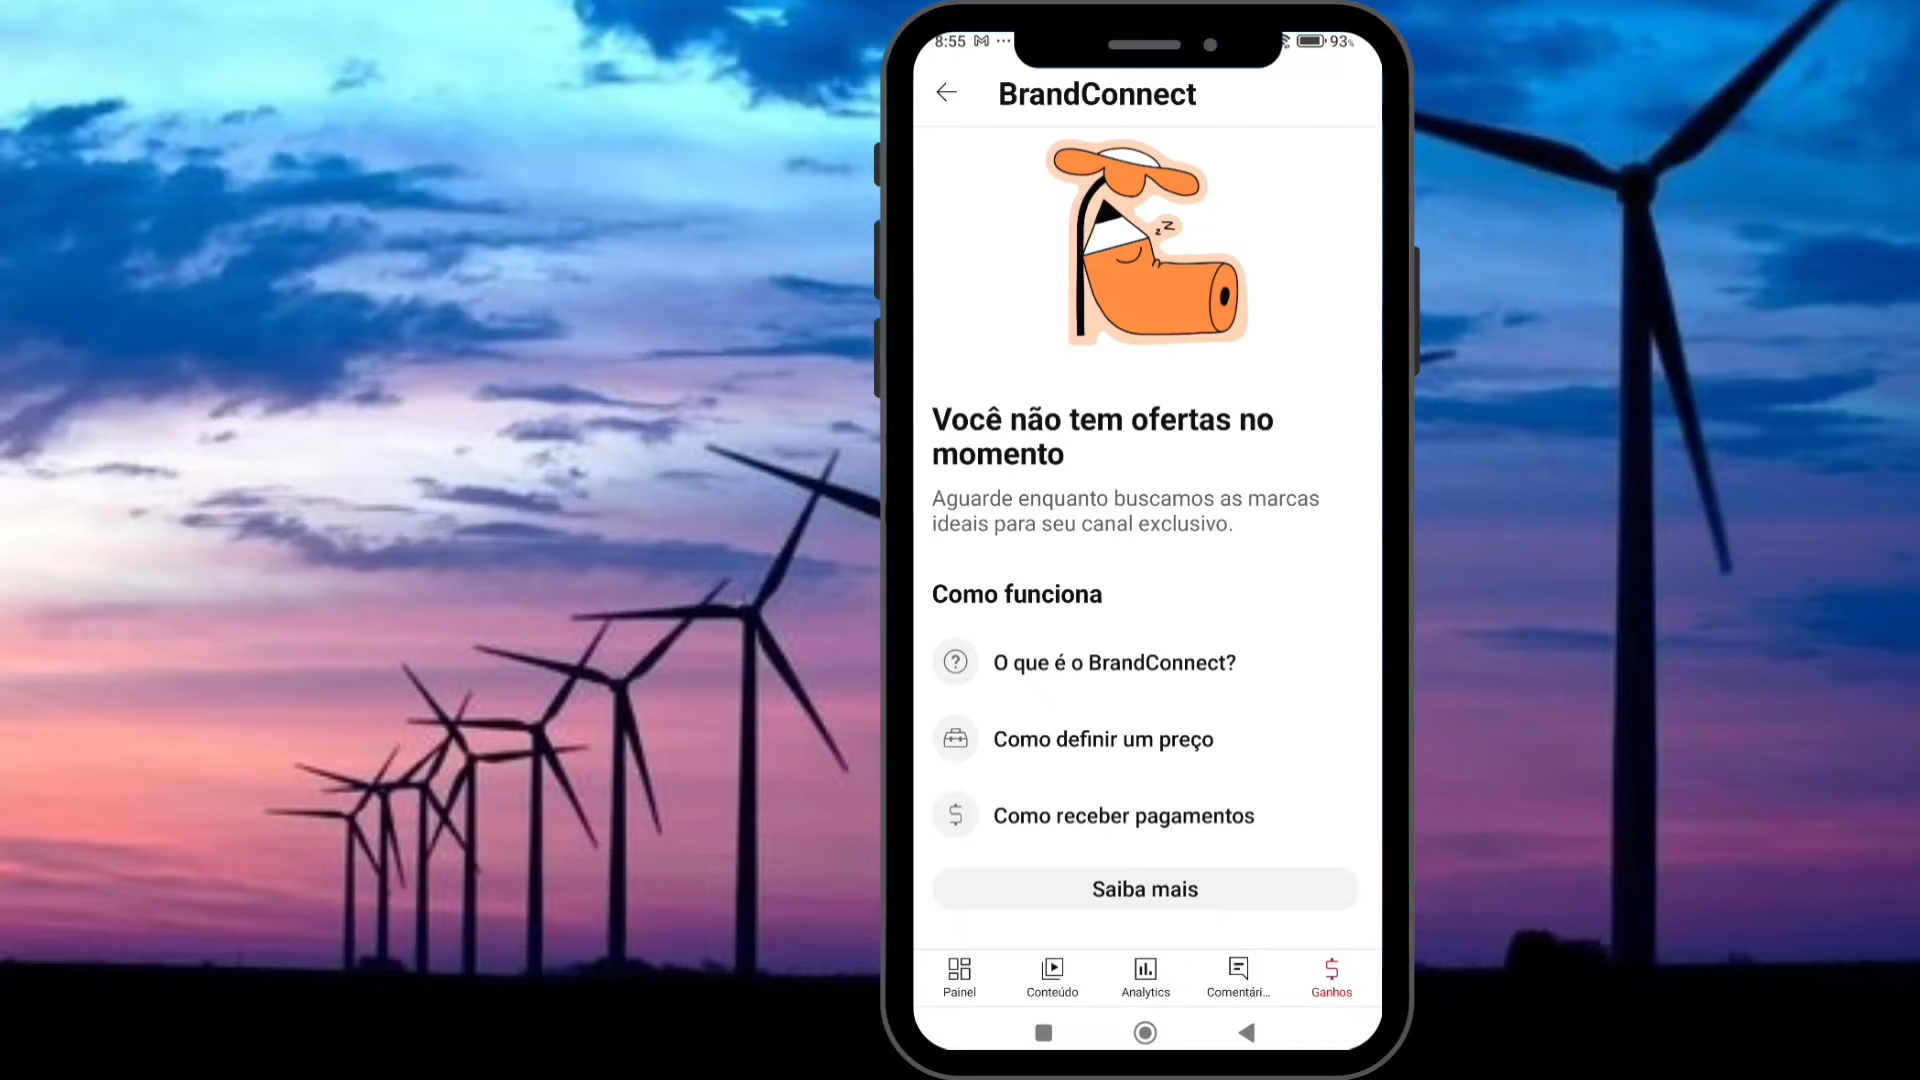 8:55 M ... 93%
BrandConnect
z Z
Você não tem ofertas no
momento
Aguarde enquanto buscamos as marcas
ideais para seu canal exclusivo.
Como funciona
? O que é o BrandConnect?
Como definir um preço
$ Como receber pagamentos
Saiba mais
Painel Conteúdo Analytics Comentári... Ganhos